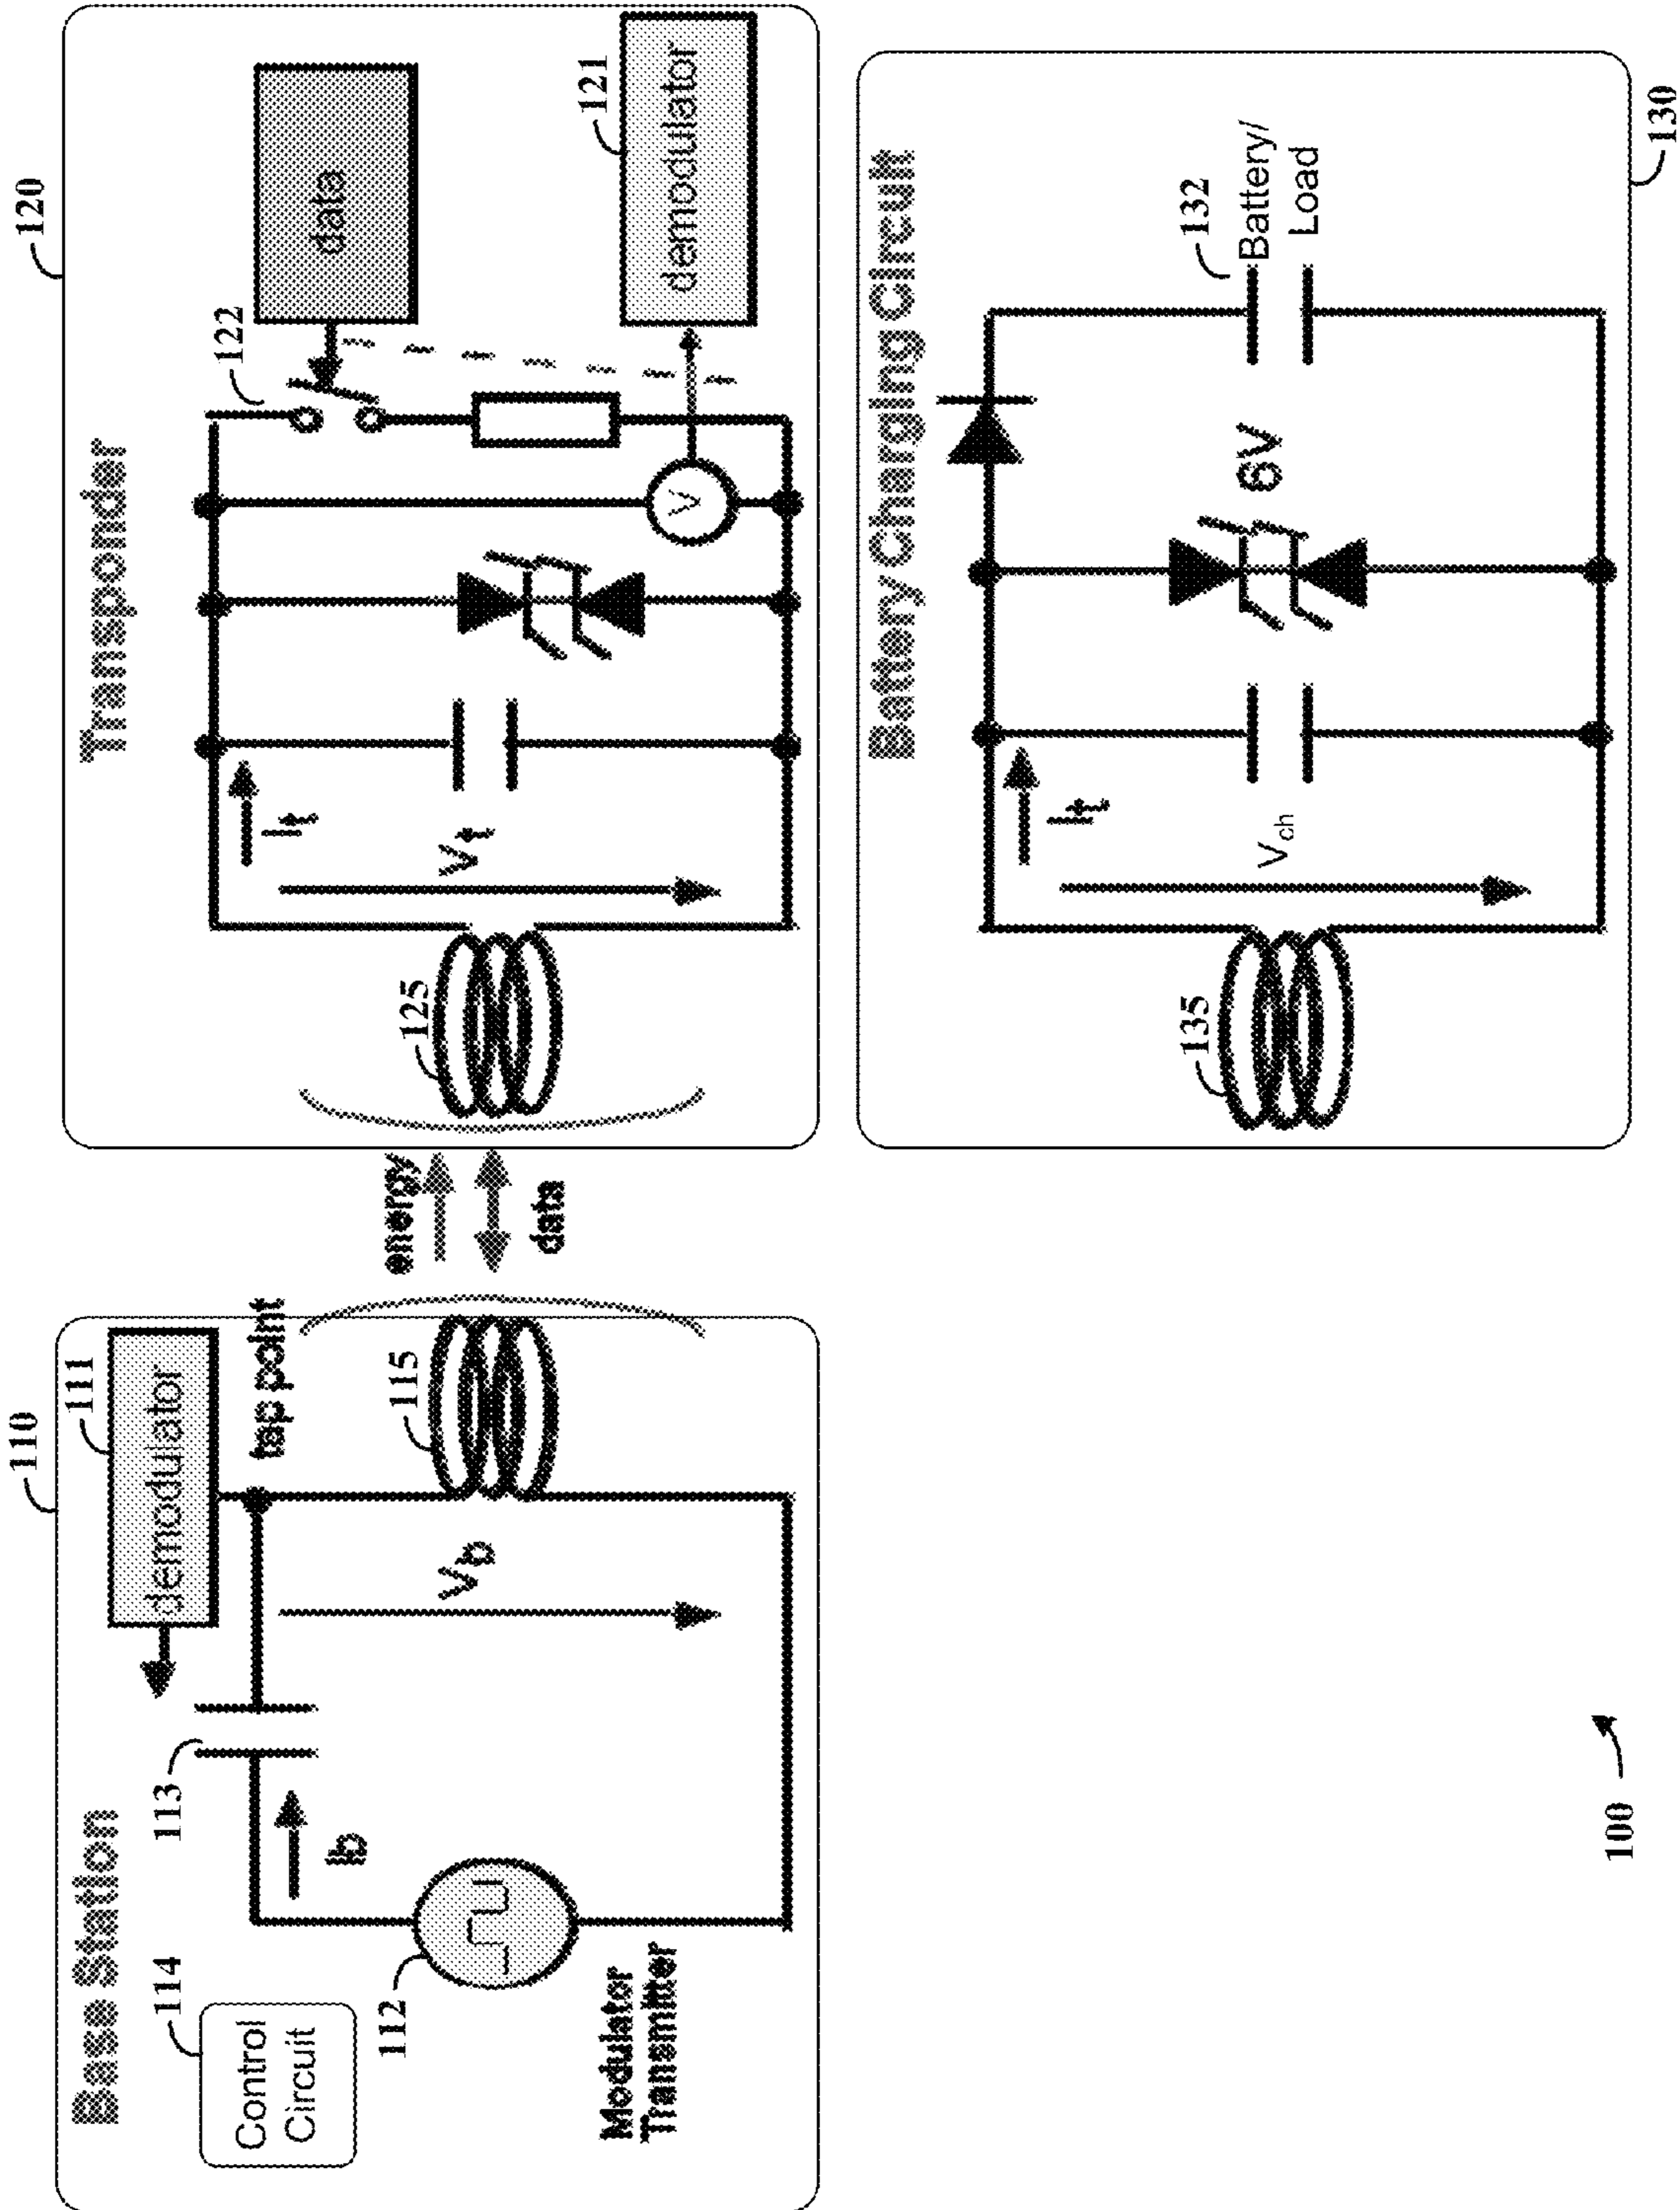 110
Base Station
114
Control
Circuit
113
111
demodulator
tap point
Ib
Vb
112
Modulator
Transmitter
115
energy
data
120
Transponder
125
It
Vt
V
122
data
121
demodulator
Battery Charging Circuit
135
It
Vch
6V
132
Battery/
Load
130
100